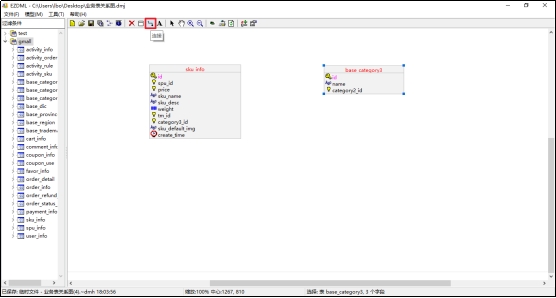 EZDML - C:\Users\lbo\Desktop\业务表关系图.dmj
文件(F) 模型(M) 工具(T) 帮助(H)
过滤条件
test
gmall
activity_info
activity_order
activity_rule
activity_sku
base_categor
base_categor
base_categor
base_dic
base_provinc
base_region
base_tradema
cart_info
comment_info
coupon_info
coupon_use
favor_info
order_detail
order_info
order_refund
order_status_
payment_info
sku_info
spu_info
user_info
连接
sku_info
id
spu_id
price
sku_name
sku_desc
weight
tm_id
category3_id
sku_default_img
create_time
base_category3
id
name
category2_id
已保存: 临时文件 - 业务表关系图(4).~dmh 18:03:56 缩放:100% 中心:1267, 810 选择: 表 base_category3, 3 个字段